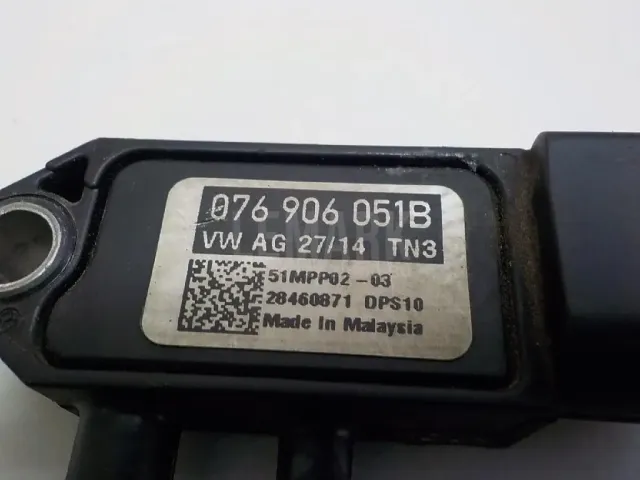 076 906 051B
VW AG 27/14 TN3
51MPP02-03
28460871 DPS10
Made In Malaysia